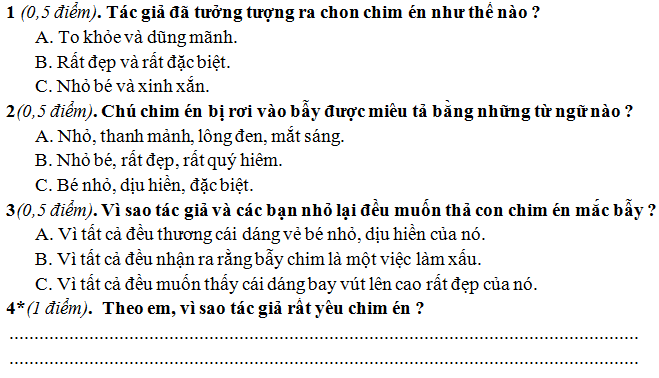 1 (0,5 điểm). Tác giả đã tưởng tượng ra chon chim én như thế nào ?
A. To khỏe và dũng mãnh.
B. Rất đẹp và rất đặc biệt.
C. Nhỏ bé và xinh xắn.
2(0,5 điểm). Chú chim én bị rơi vào bẫy được miêu tả bằng những từ ngữ nào ?
A. Nhỏ, thanh mảnh, lông đen, mắt sáng.
B. Nhỏ bé, rất đẹp, rất quý hiêm.
C. Bé nhỏ, dịu hiền, đặc biệt.
3(0,5 điểm). Vì sao tác giả và các bạn nhỏ lại đều muốn thả con chim én mắc bẫy ?
A. Vì tất cả đều thương cái dáng vẻ bé nhỏ, dịu hiền của nó.
B. Vì tất cả đều nhận ra rằng bẫy chim là một việc làm xấu.
C. Vì tất cả đều muốn thấy cái dáng bay vút lên cao rất đẹp của nó.
4*(1 điểm). Theo em, vì sao tác giả rất yêu chim én ?